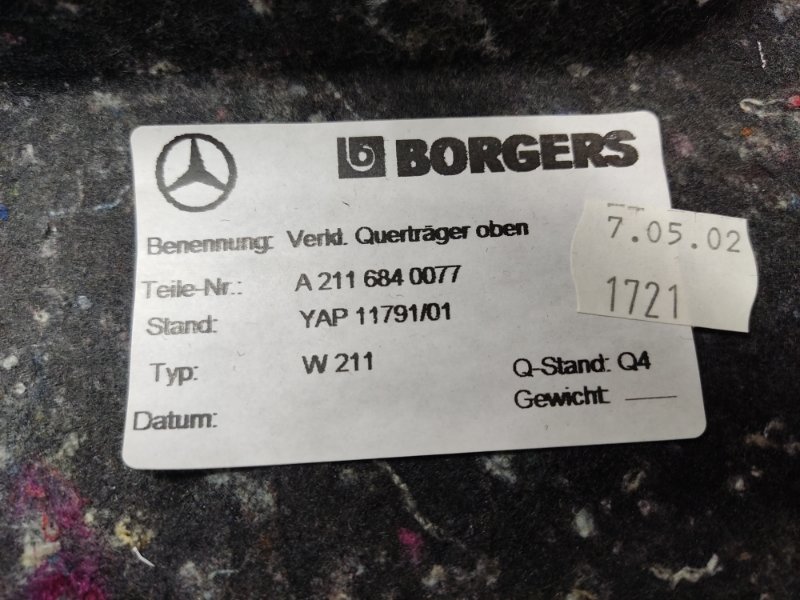 BORGERS
Benennung: Verkl. Querträger oben
7.05.02
Teile-Nr.: A 211 684 0077
1721
Stand: YAP 11791/01
Typ: W 211
Q-Stand: Q4
Gewicht:
Datum: